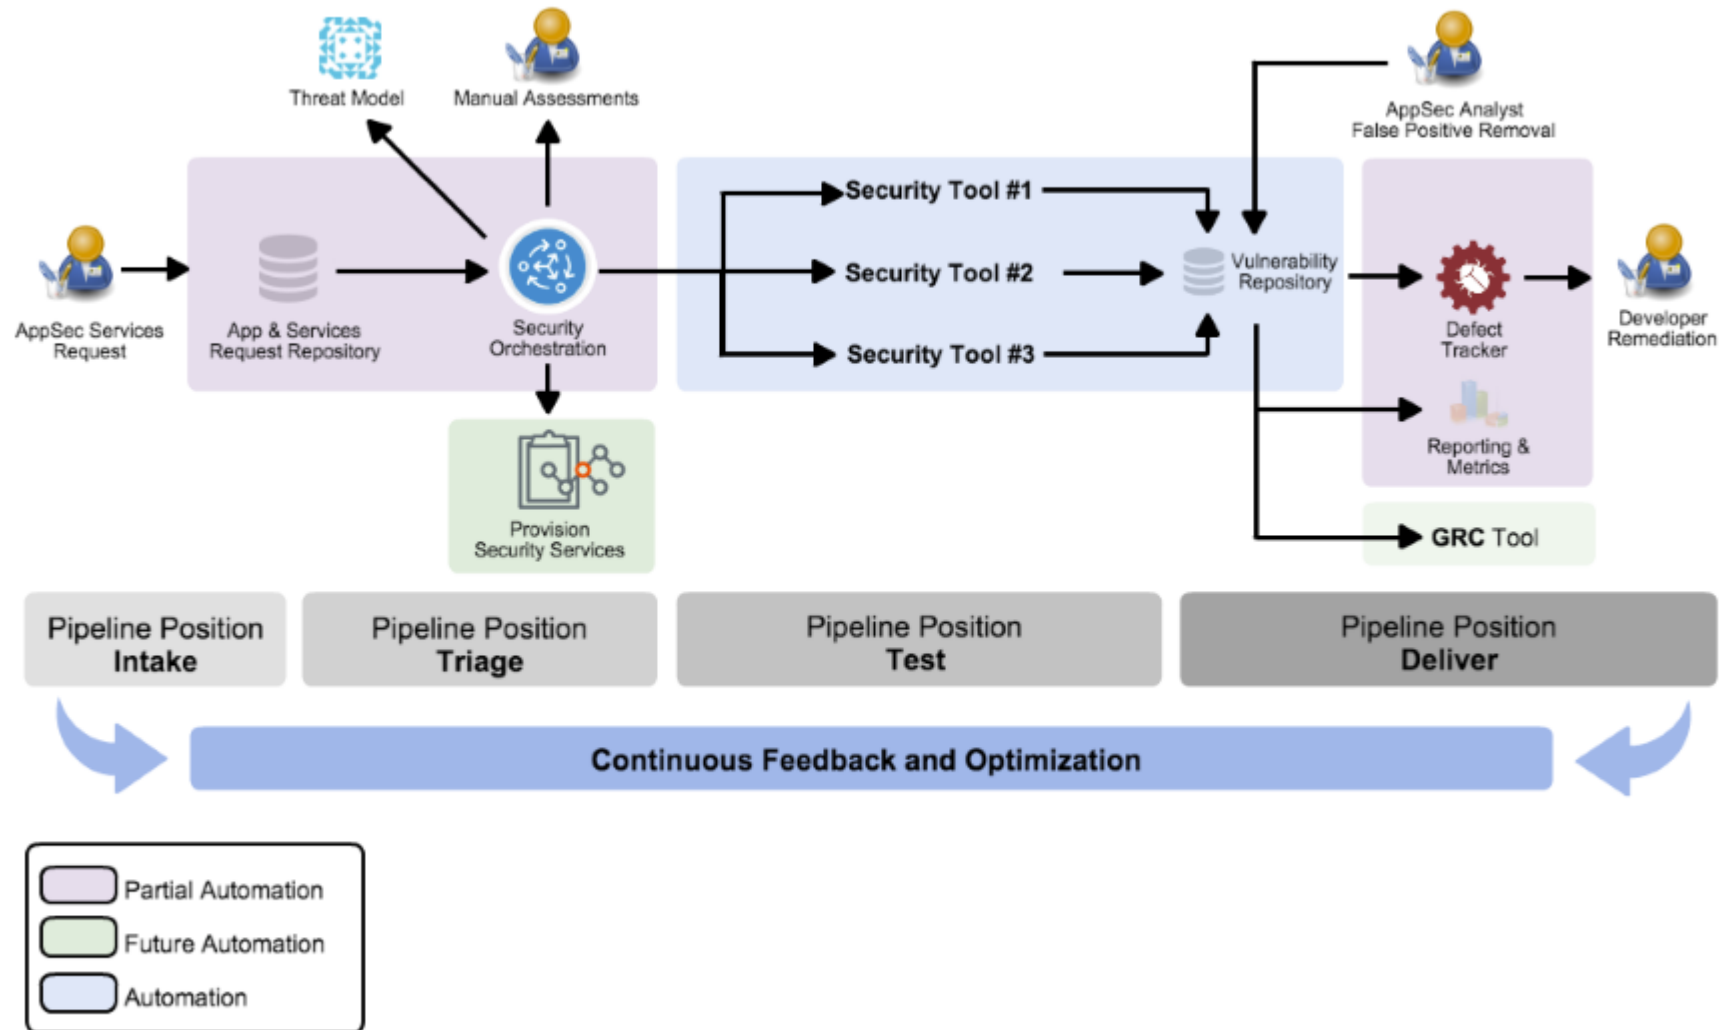 Threat Model
Manual Assessments
AppSec Analyst
False Positive Removal
AppSec Services
Request
App & Services
Request Repository
Security
Orchestration
Security Tool #1
Security Tool #2
Security Tool #3
Vulnerability
Repository
Defect
Tracker
Developer
Remediation
Reporting &
Metrics
Provision
Security Services
GRC Tool
Pipeline Position
Intake
Pipeline Position
Triage
Pipeline Position
Test
Pipeline Position
Deliver
Continuous Feedback and Optimization
Partial Automation
Future Automation
Automation